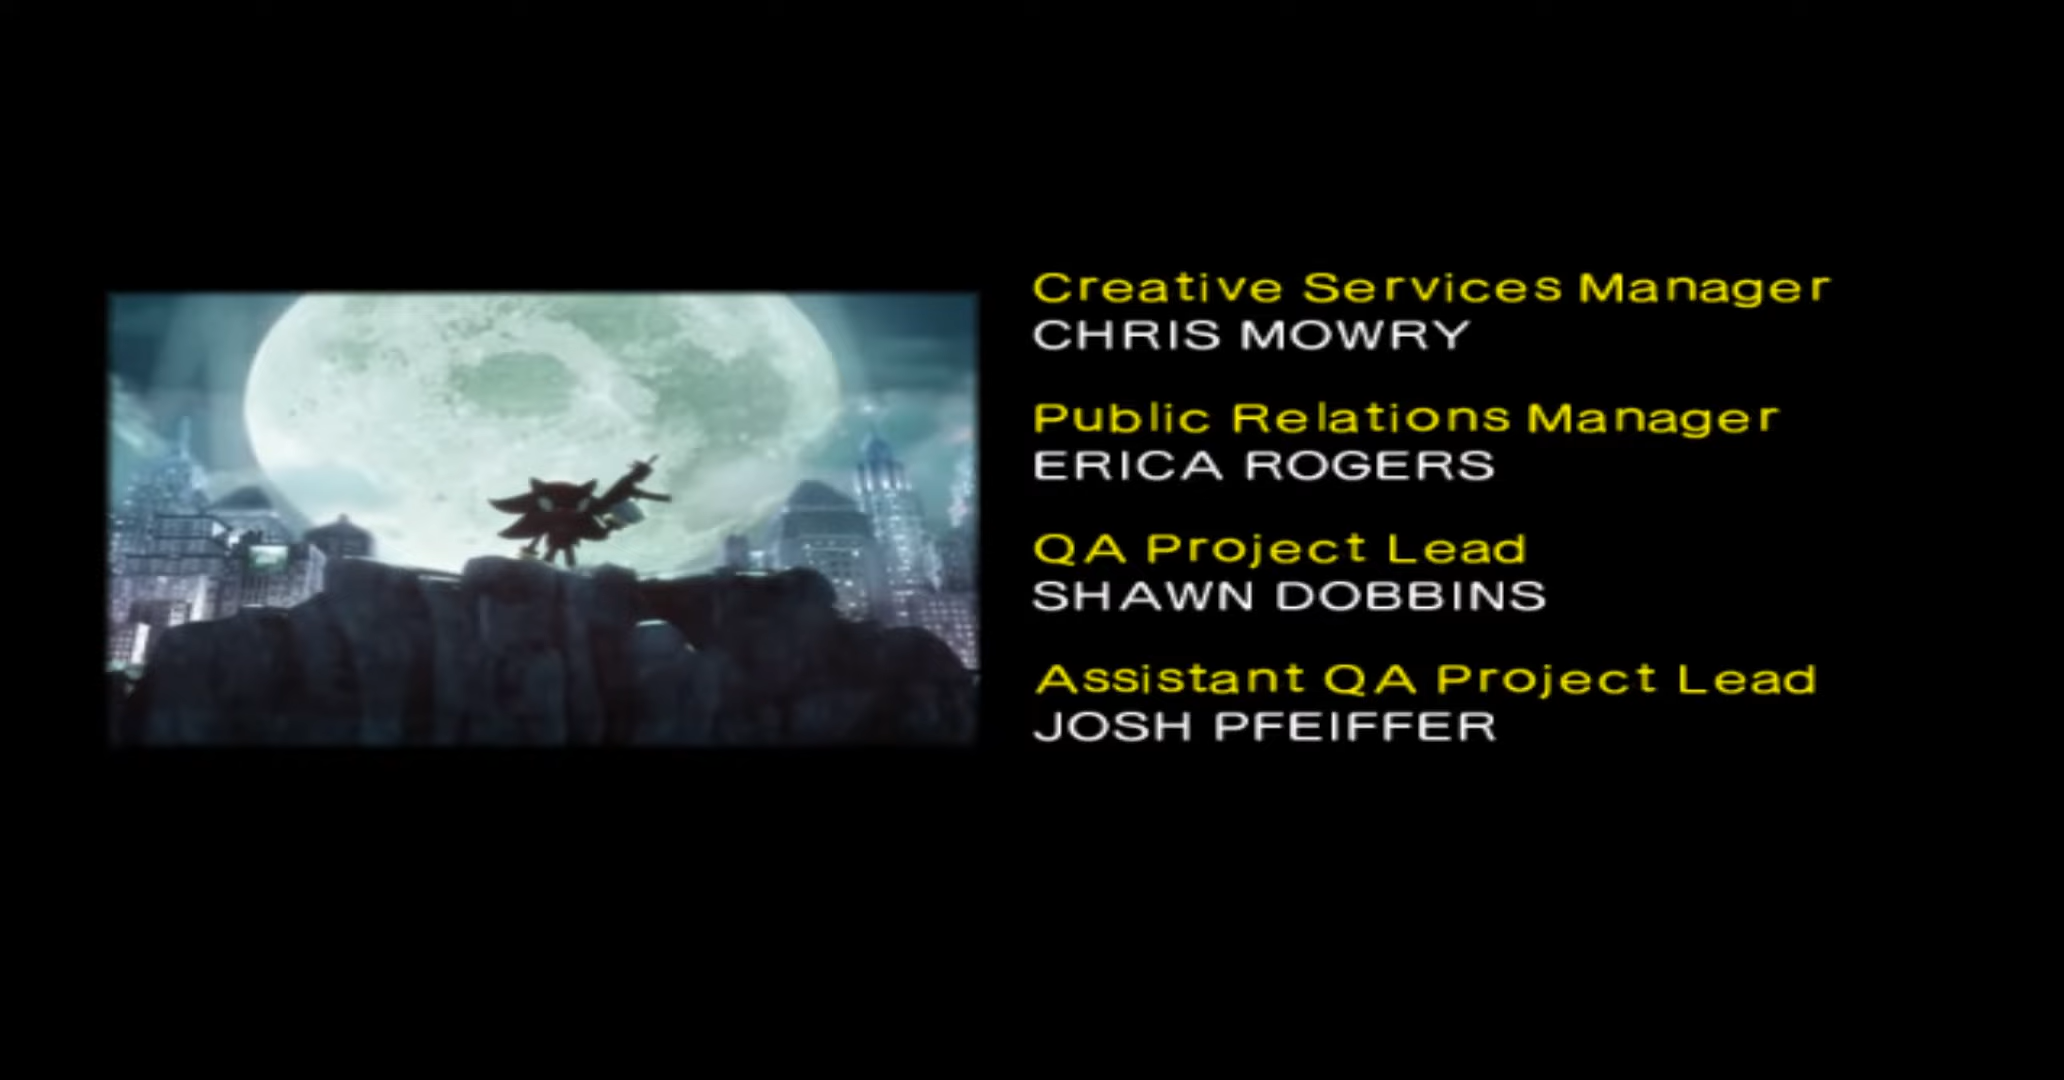 Creative Services Manager
CHRIS MOWRY
Public Relations Manager
ERICA ROGERS
QA Project Lead
SHAWN DOBBINS
Assistant QA Project Lead
JOSH PFEIFFER